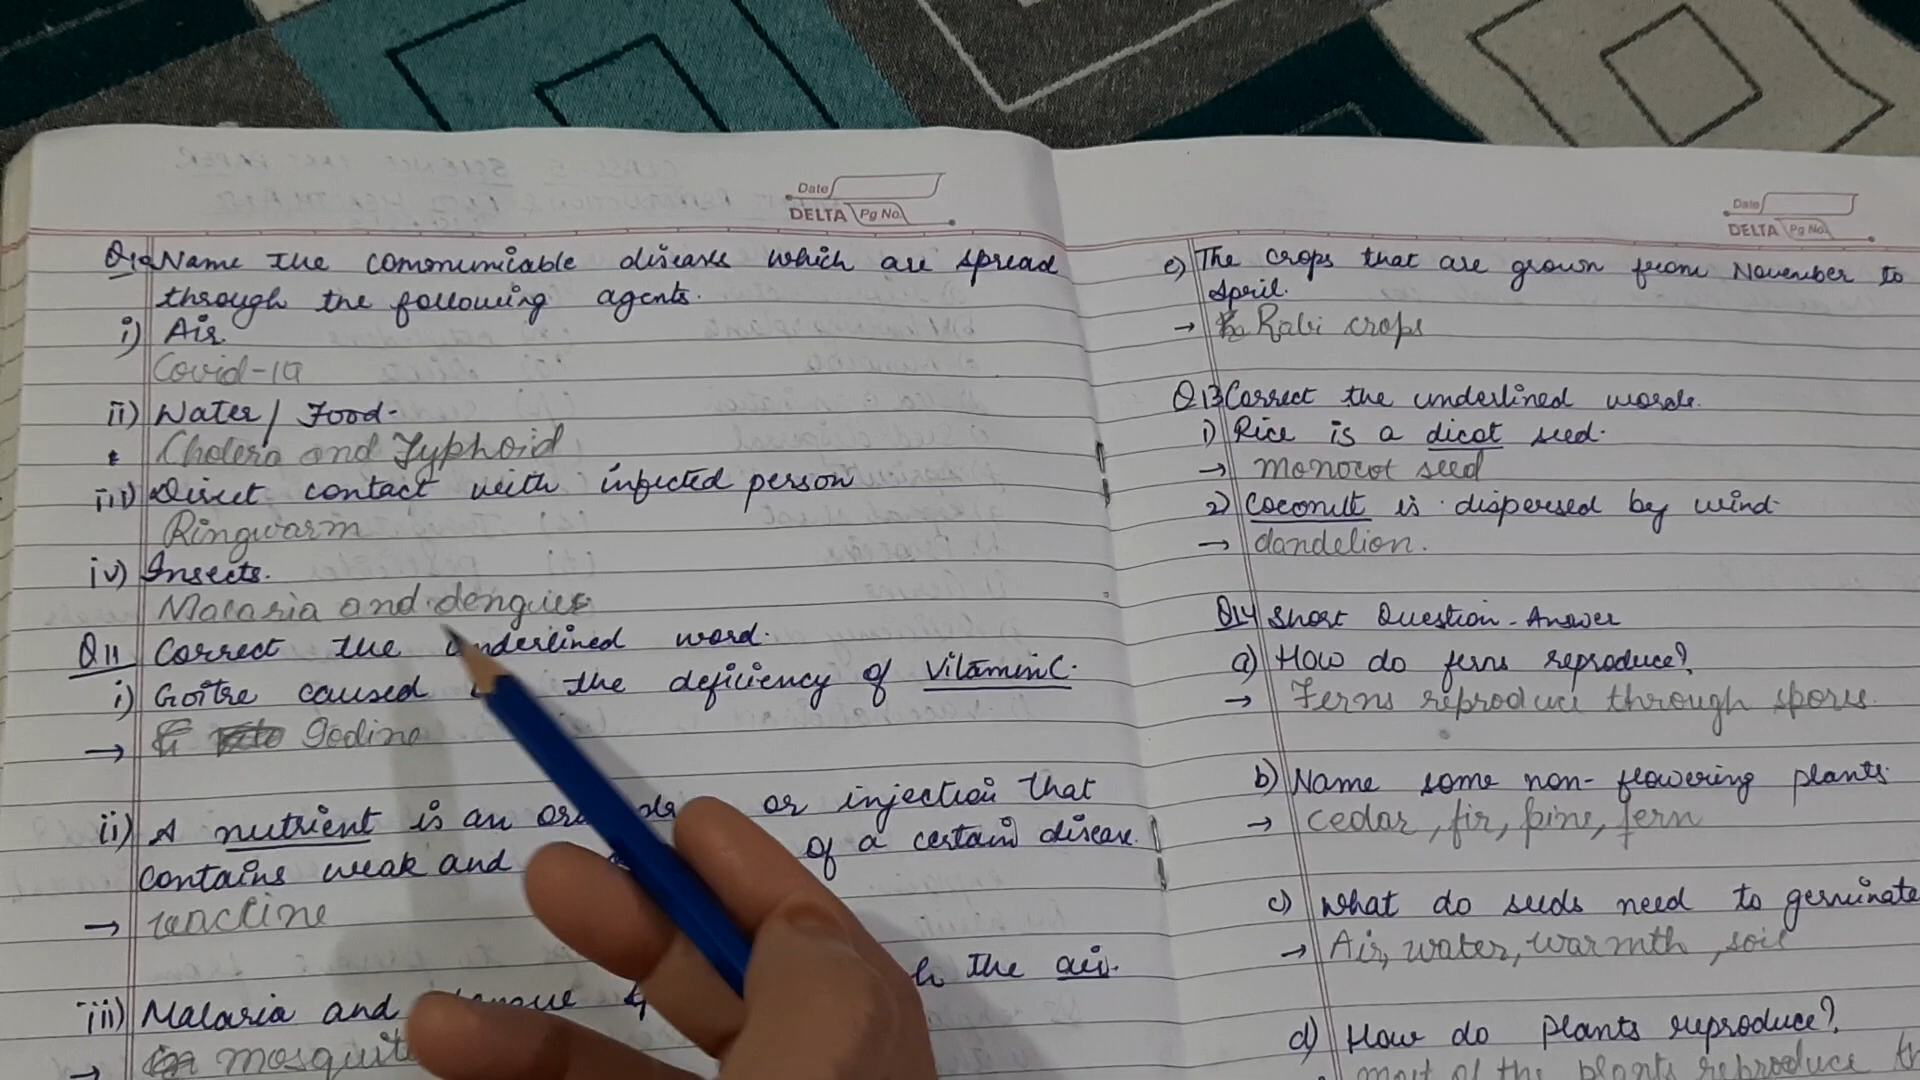 Date
DELTA Pg No.
Q10 Name the communicable diseases which are spread
through the following agents.
i) Air
Covid-19
ii) Water / Food-
Cholera and Typhoid
iii) Direct contact with infected person
Ringwarm
iv) Insects.
Malaria and dengue
Q11 Correct the underlined word.
i) Goitre caused the deficiency of Vitamin C.
→ Iodine
ii) A nutrient is an or injection that
contains weak and of a certain disease.
→ vaccine
iii) Malaria and the air.
→ mosquito
Date
DELTA Pg No.
e) The crops that are grown from November to
April.
→ Rabi crops
Q13 Correct the underlined words.
1) Rice is a dicot seed.
→ monocot seed
2) Coconut is dispersed by wind
→ dandelion.
Q14 Short Question-Answer
a) How do ferns reproduce?
→ Ferns reproduce through spores.
b) Name some non-flowering plants
→ cedar, fir, pine, fern
c) What do seeds need to germinate
→ Air, water, warmth, soil
d) How do plants reproduce?
most of the plants reproduce